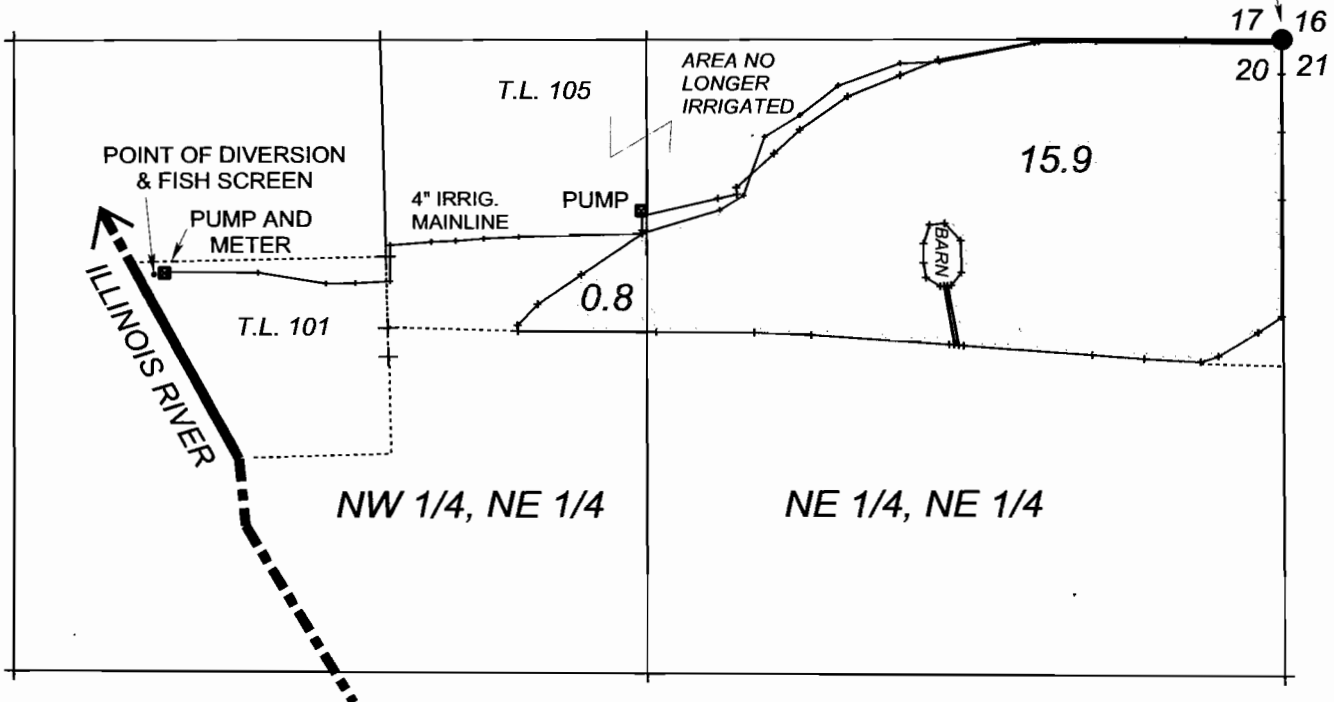 17 16
20 21
AREA NO
LONGER
IRRIGATED
T.L. 105
15.9
POINT OF DIVERSION
& FISH SCREEN
PUMP AND
METER
4" IRRIG.
MAINLINE
PUMP
BARN
0.8
T.L. 101
ILLINOIS RIVER
NW 1/4, NE 1/4
NE 1/4, NE 1/4